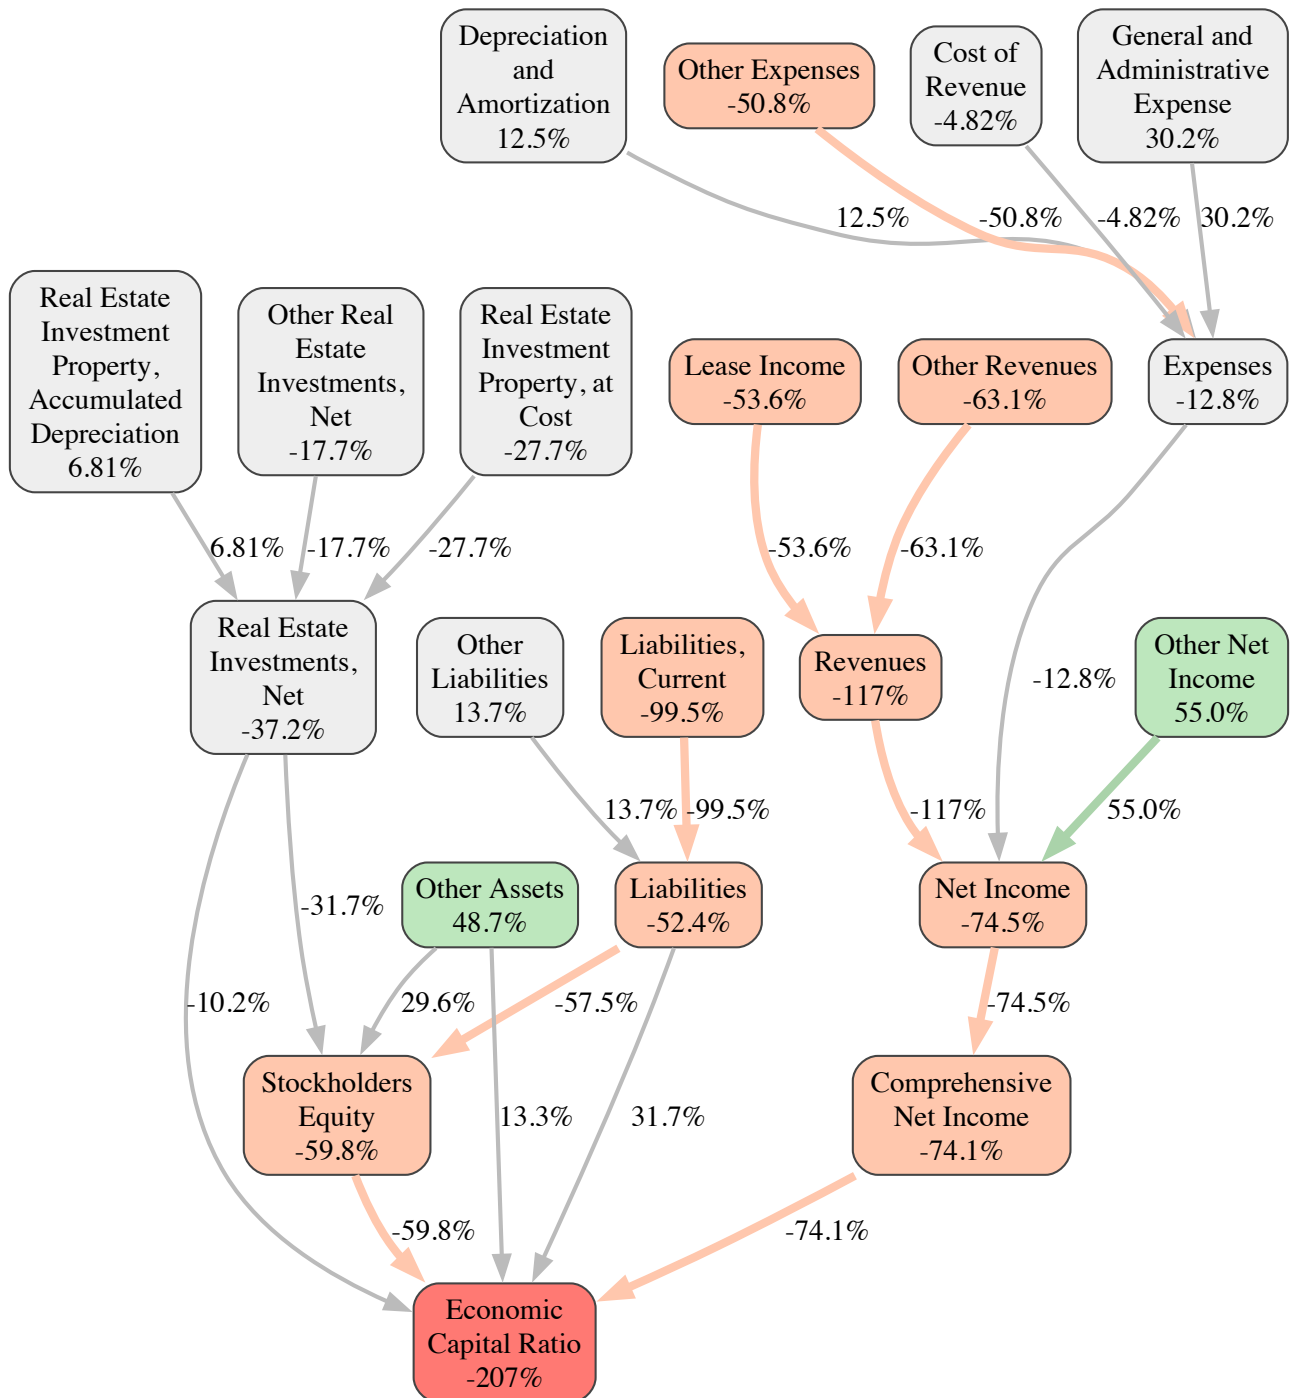 Depreciation
and
Amortization
12.5%
Other Expenses
-50.8%
Cost of
Revenue
-4.82%
General and
Administrative
Expense
30.2%
12.5%
-50.8%
-4.82%
30.2%
Real Estate
Investment
Property,
Accumulated
Depreciation
6.81%
Other Real
Estate
Investments,
Net
-17.7%
Real Estate
Investment
Property, at
Cost
-27.7%
Lease Income
-53.6%
Other Revenues
-63.1%
Expenses
-12.8%
6.81%
-17.7%
-27.7%
-53.6%
-63.1%
Real Estate
Investments,
Net
-37.2%
Other
Liabilities
13.7%
Liabilities,
Current
-99.5%
Revenues
-117%
-12.8%
Other Net
Income
55.0%
13.7%
-99.5%
-117%
55.0%
Other Assets
48.7%
Liabilities
-52.4%
Net Income
-74.5%
-31.7%
-10.2%
29.6%
-57.5%
-74.5%
Stockholders
Equity
-59.8%
13.3%
31.7%
Comprehensive
Net Income
-74.1%
-59.8%
-74.1%
Economic
Capital Ratio
-207%